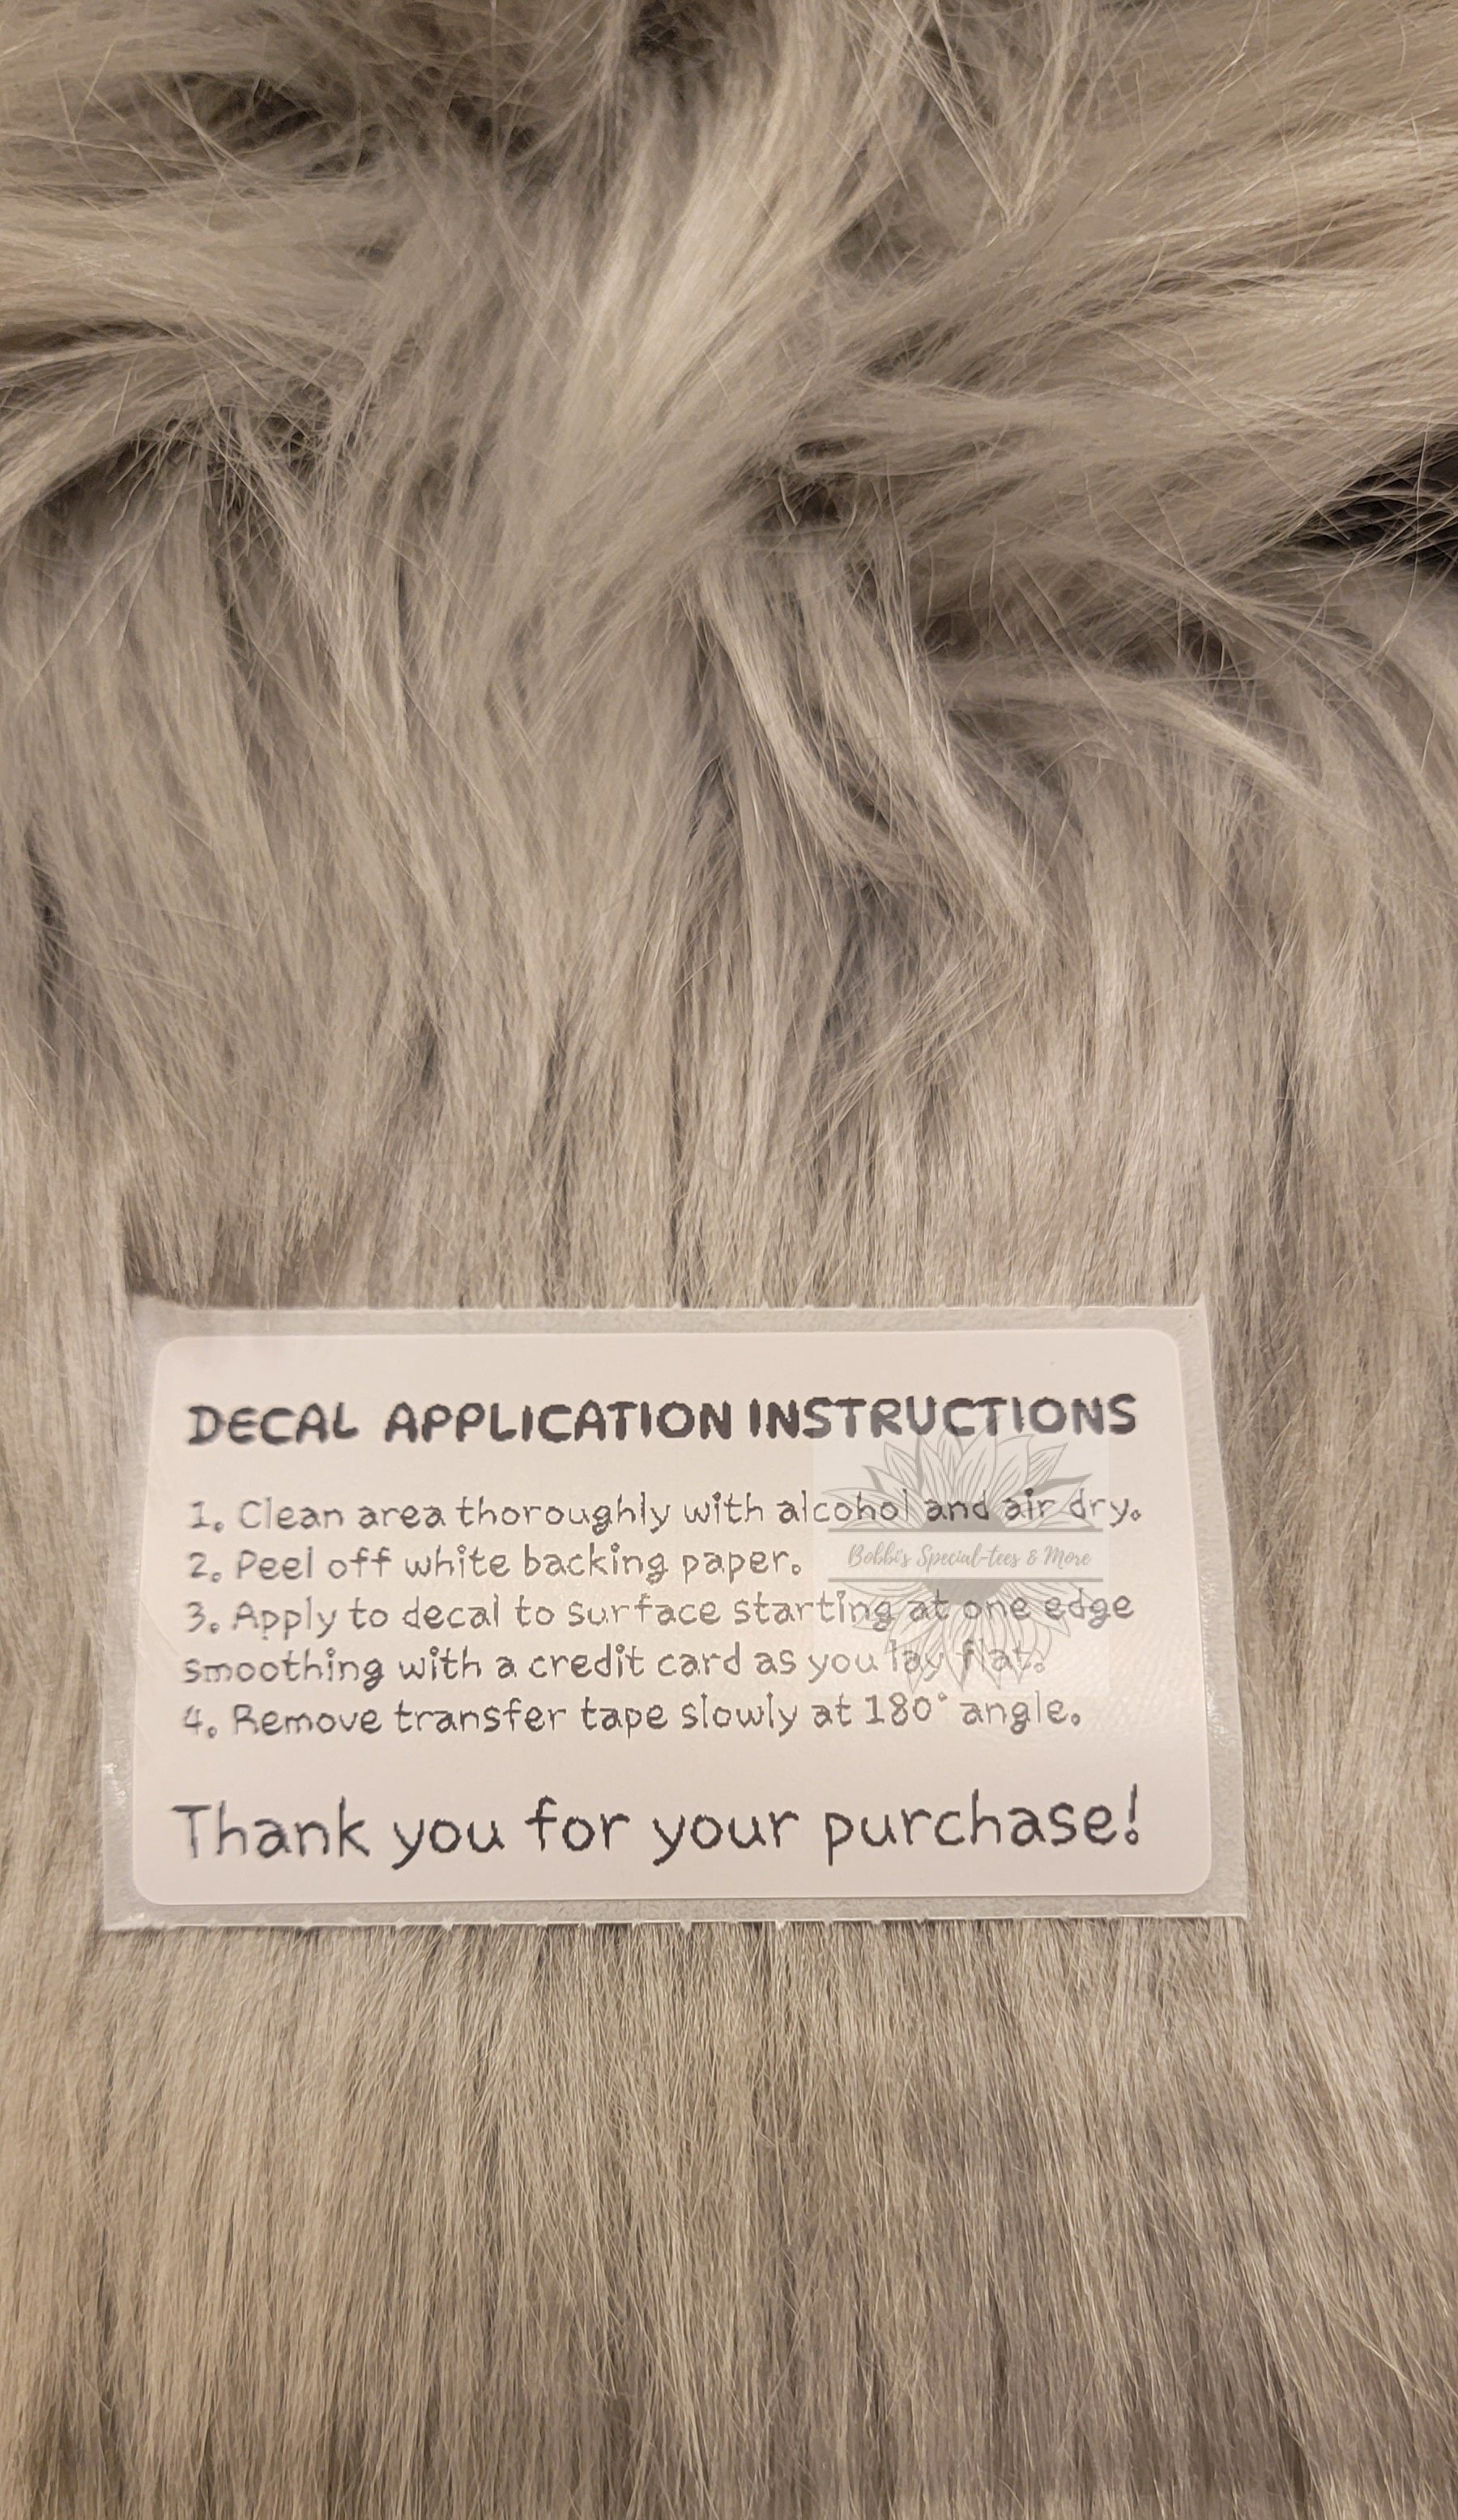 DECAL APPLICATION INSTRUCTIONS
1. Clean area thoroughly with alcohol and air dry.
2. Peel off white backing paper.
Bobbi's Special-tees & More
3. Apply to decal to surface starting at one edge
smoothing with a credit card as you lay flat.
4. Remove transfer tape slowly at 180° angle.
Thank you for your purchase!